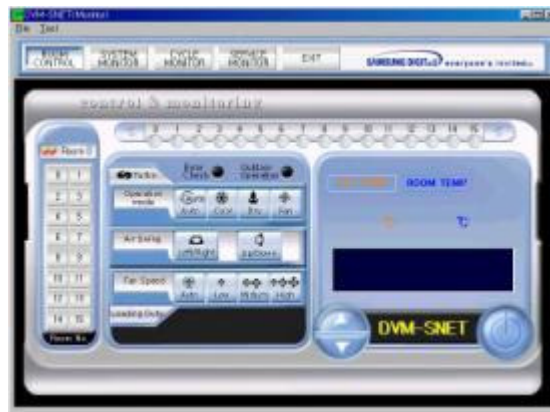 DVM-SNET(Monitor)
File Tool
ROOM CONTROL SYSTEM MONITOR CYCLE MONITOR SERVICE MONITOR EXIT SAMSUNG DIGITall everyone's invited™
control & monitoring
0 1 2 3 4 5 6 7 8 9 10 11 12 13 14 15
Room 0
Turbo Error Check Outdoor Operation
Operation mode Auto Cool Dry Fan
Air Swing Left/Right Up/Down
Fan Speed Auto Low Medium High
Loading Duty
0 1
2 3
4 5
6 7
8 9
10 11
12 13
14 15
Room No.
ROOM TEMP
℃ ℃
DVM-SNET